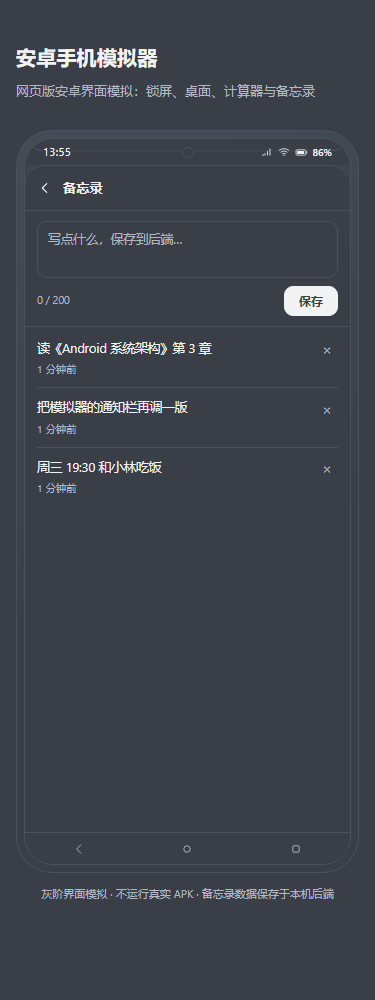 安卓手机模拟器
网页版安卓界面模拟：锁屏、桌面、计算器与备忘录
13:55 86%
备忘录
写点什么，保存到后端...
0 / 200 保存
读《Android 系统架构》第 3 章 ×
1 分钟前
把模拟器的通知栏再调一版 ×
1 分钟前
周三 19:30 和小林吃饭 ×
1 分钟前
灰阶界面模拟 · 不运行真实 APK · 备忘录数据保存于本机后端